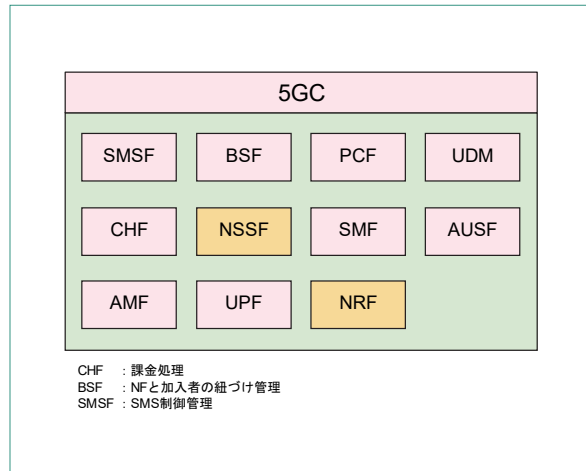 5GC
SMSF BSF PCF UDM
CHF NSSF SMF AUSF
AMF UPF NRF
CHF ：課金処理
BSF ：NFと加入者の紐づけ管理
SMSF ：SMS制御管理